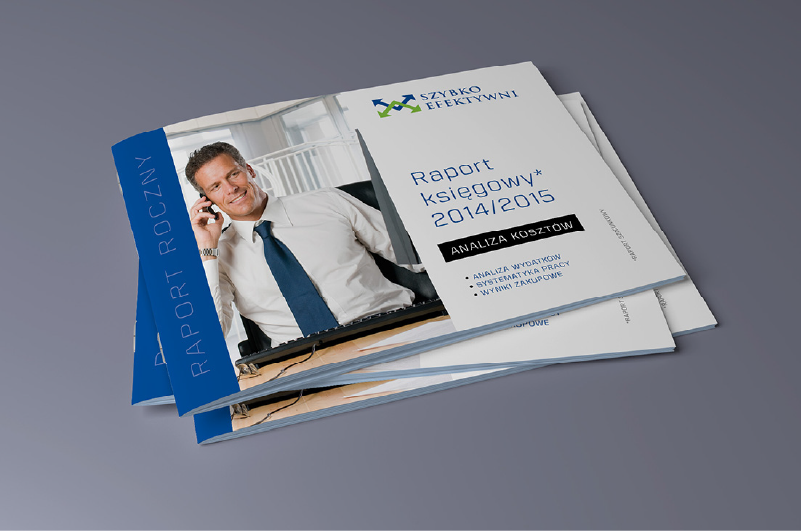 RAPORT ROCZNY
SZYBKO
EFEKTYWNI
Raport
księgowy*
2014/2015
ANALIZA KOSZTÓW
• ANALIZA WYDATKÓW
• SYSTEMATYKA PRACY
• WYNIKI ZAKUPOWE